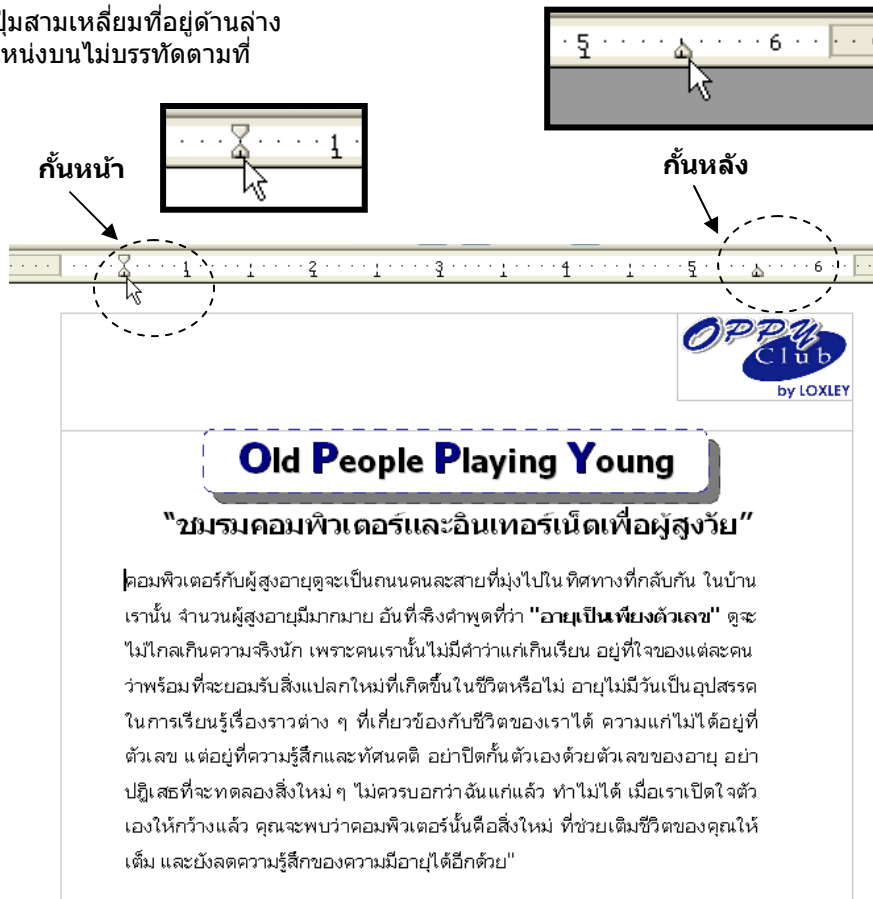 ปุ่มสามเหลี่ยมที่อยู่ด้านล่าง
หน่งบนไม่บรรทัดตามที่
5 6
1
กั้นหน้า
กั้นหลัง
1 2 3 4 5 6
OPPY
Club
by LOXLEY
Old People Playing Young
"ชมรมคอมพิวเตอร์และอินเทอร์เน็ตเพื่อผู้สูงวัย"
คอมพิวเตอร์กับผู้สูงอายุดูจะเป็นถนนคนละสายที่มุ่งไปใน ทิศทางที่กลับกัน ในบ้าน
เรานั้น จำนวนผู้สูงอายุมีมากมาย อันที่จริงคำพูดที่ว่า "อายุเป็นเพียงตัวเลข" ดูจะ
ไม่ไกลเกินความจริงนัก เพราะคนเรานั้นไม่มีคำว่าแก่เกินเรียน อยู่ที่ใจของแต่ละคน
ว่าพร้อมที่จะยอมรับสิ่งแปลกใหม่ที่เกิดขึ้นในชีวิตหรือไม่ อายุไม่มีวันเป็นอุปสรรค
ในการเรียนรู้เรื่องราวต่าง ๆ ที่เกี่ยวข้องกับชีวิตของเราได้ ความแก่ไม่ได้อยู่ที่
ตัวเลข แต่อยู่ที่ความรู้สึกและทัศนคติ อย่าปิดกั้นตัวเองด้วยตัวเลขของอายุ อย่า
ปฏิเสธที่จะทดลองสิ่งใหม่ ๆ ไม่ควรบอกว่าฉันแก่แล้ว ทำไม่ได้ เมื่อเราเปิดใจตัว
เองให้กว้างแล้ว คุณจะพบว่าคอมพิวเตอร์นั้นคือสิ่งใหม่ ที่ช่วยเติมชีวิตของคุณให้
เต็ม และยังลดความรู้สึกของความมีอายุได้อีกด้วย"